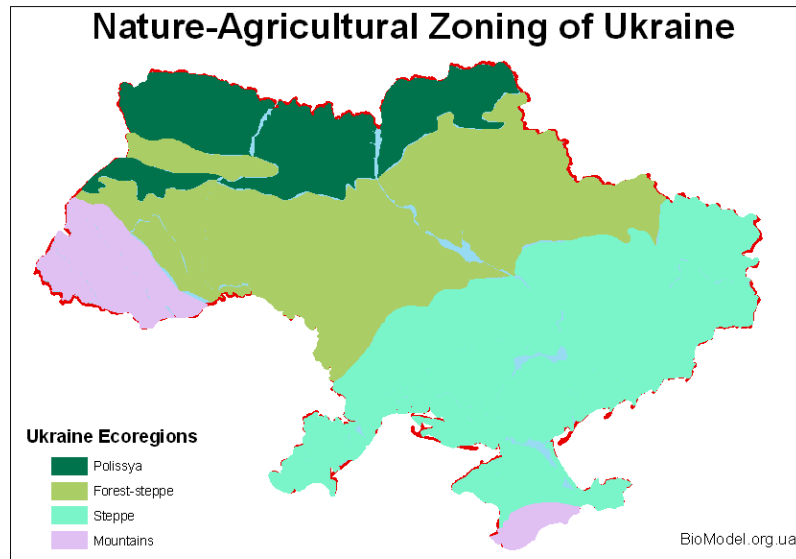 Nature-Agricultural Zoning of Ukraine
Ukraine Ecoregions
Polissya
Forest-steppe
Steppe
Mountains
BioModel.org.ua